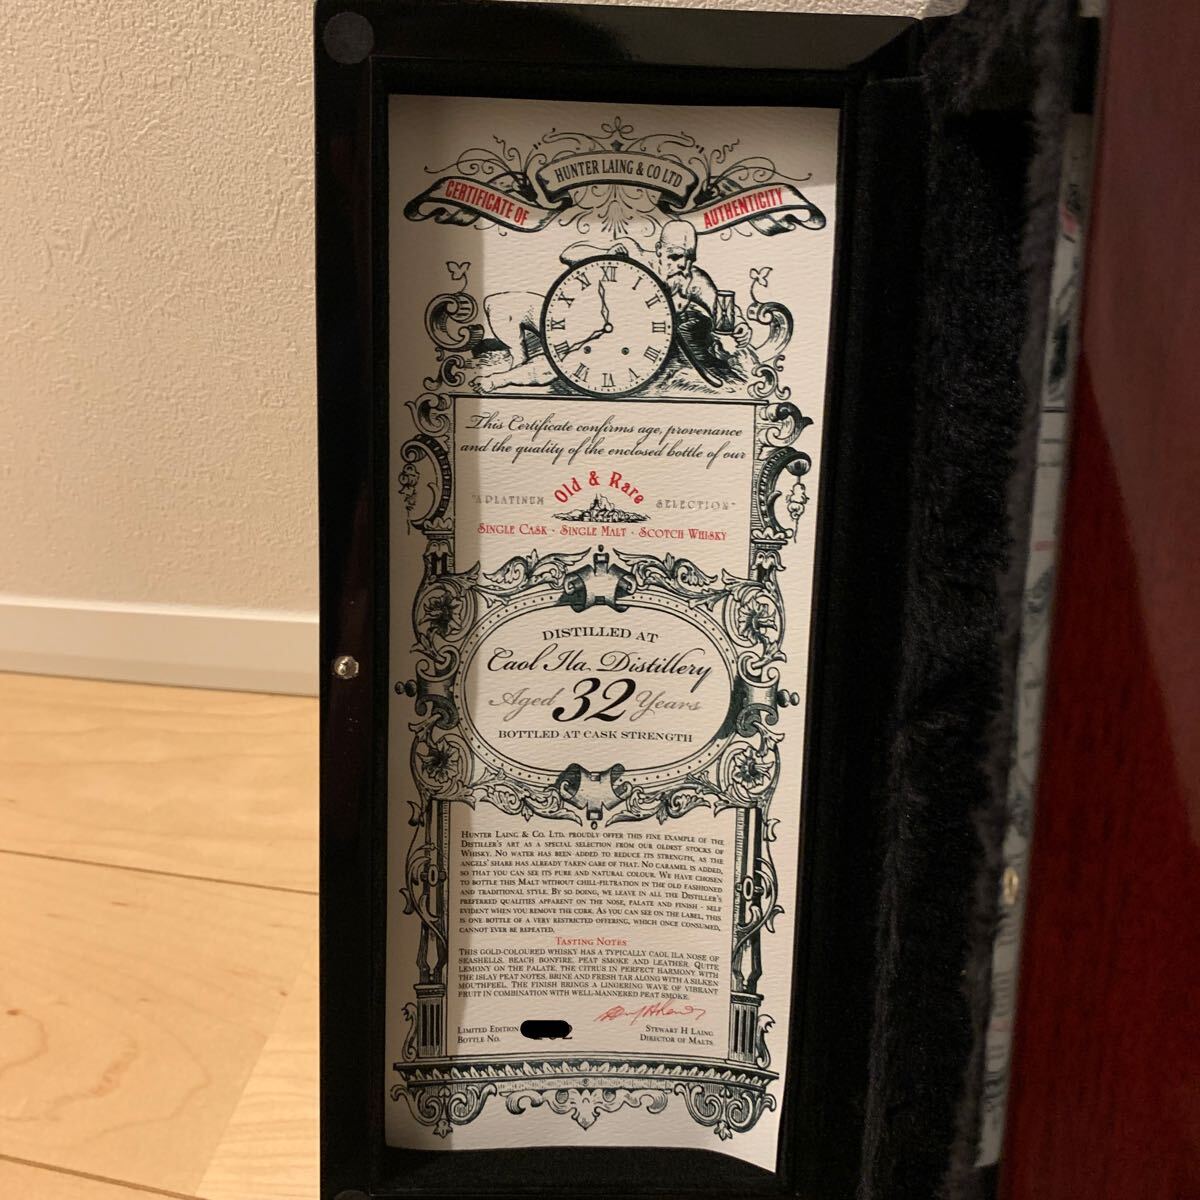 HUNTER LAING & CO LTD
CERTIFICATE OF AUTHENTICITY
XII I II III IIII VI VII IX X XI
This Certificate confirms age, provenance
and the quality of the enclosed bottle of our
Old & Rare
"A PLATINUM SELECTION"
SINGLE CASK · SINGLE MALT · SCOTCH WHISKY
DISTILLED AT
Caol Ila Distillery
Aged 32 Years
BOTTLED AT CASK STRENGTH
HUNTER LAING & CO. LTD. PROUDLY OFFER THIS FINE EXAMPLE OF THE
DISTILLER'S ART AS A SPECIAL SELECTION FROM OUR OLDEST STOCKS OF
WHISKY. NO WATER HAS BEEN ADDED TO REDUCE ITS STRENGTH, AS THE
ANGELS' SHARE HAS ALREADY TAKEN CARE OF THAT. NO CARAMEL IS ADDED,
SO THAT YOU CAN SEE ITS PURE AND NATURAL COLOUR. WE HAVE CHOSEN
TO BOTTLE THIS MALT WITHOUT CHILL-FILTRATION IN THE OLD FASHIONED
AND TRADITIONAL STYLE. BY SO DOING, WE LEAVE IN ALL THE DISTILLER'S
PREFERRED QUALITIES APPARENT ON THE NOSE, PALATE AND FINISH - SELF
EVIDENT WHEN YOU REMOVE THE CORK. AS YOU CAN SEE ON THE LABEL, THIS
IS ONE BOTTLE OF A VERY RESTRICTED OFFERING, WHICH ONCE CONSUMED,
CANNOT EVER BE REPEATED.
TASTING NOTES
THIS GOLD-COLOURED WHISKY HAS A TYPICALLY CAOL ILA NOSE OF
SEASHELLS, BEACH BONFIRE, PEAT SMOKE AND LEATHER. QUITE
LEMONY ON THE PALATE, THE CITRUS IN PERFECT HARMONY WITH
THE ISLAY PEAT NOTES, BRINE AND FRESH TAR ALONG WITH A SILKEN
MOUTHFEEL. THE FINISH BRINGS A LINGERING WAVE OF VIBRANT
FRUIT IN COMBINATION WITH WELL-MANNERED PEAT SMOKE.
LIMITED EDITION
BOTTLE NO.
STEWART H LAING
DIRECTOR OF MALTS